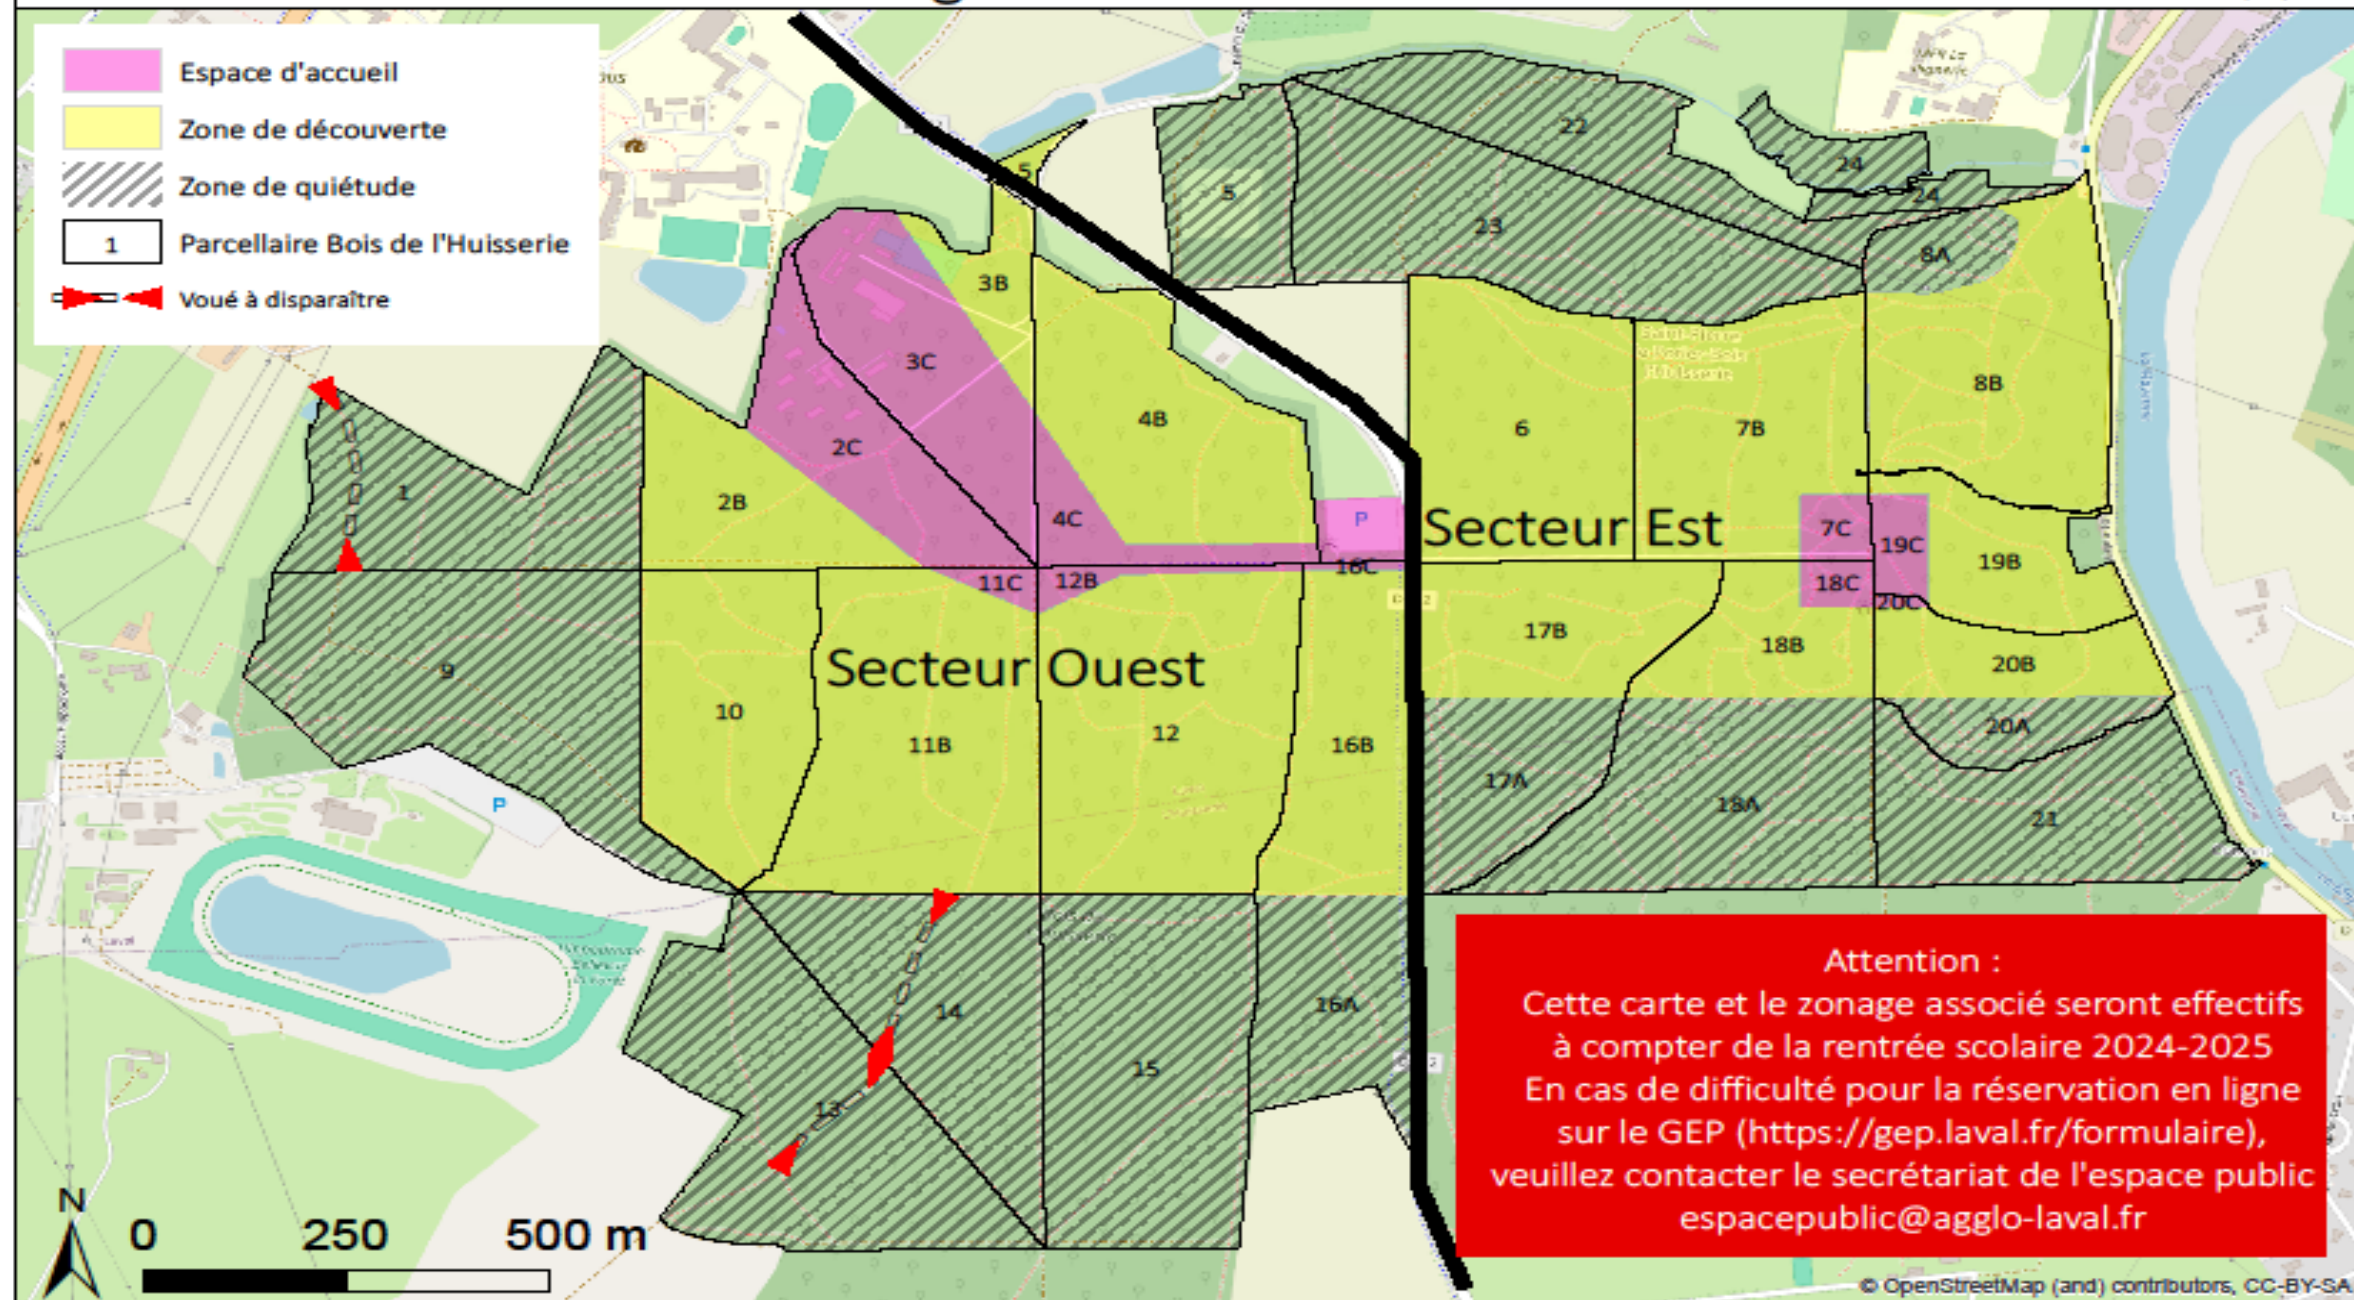 Espace d'accueil
Zone de découverte
Zone de quiétude
1 Parcellaire Bois de l'Huisserie
Voué à disparaître
5
22
24
5
24
23
8A
3B
3C
8B
4B
6
7B
2C
1
2B
4C
P
Secteur Est
7C
19C
19B
16C
11C
12B
18C
20C
17B
18B
Secteur Ouest
20B
9
10
11B
12
16B
20A
17A
18A
21
P
14
16A
15
13
Attention :
Cette carte et le zonage associé seront effectifs
à compter de la rentrée scolaire 2024-2025
En cas de difficulté pour la réservation en ligne
sur le GEP (https://gep.laval.fr/formulaire),
veuillez contacter le secrétariat de l'espace public
espacepublic@agglo-laval.fr
N
0 250 500 m
© OpenStreetMap (and) contributors, CC-BY-SA